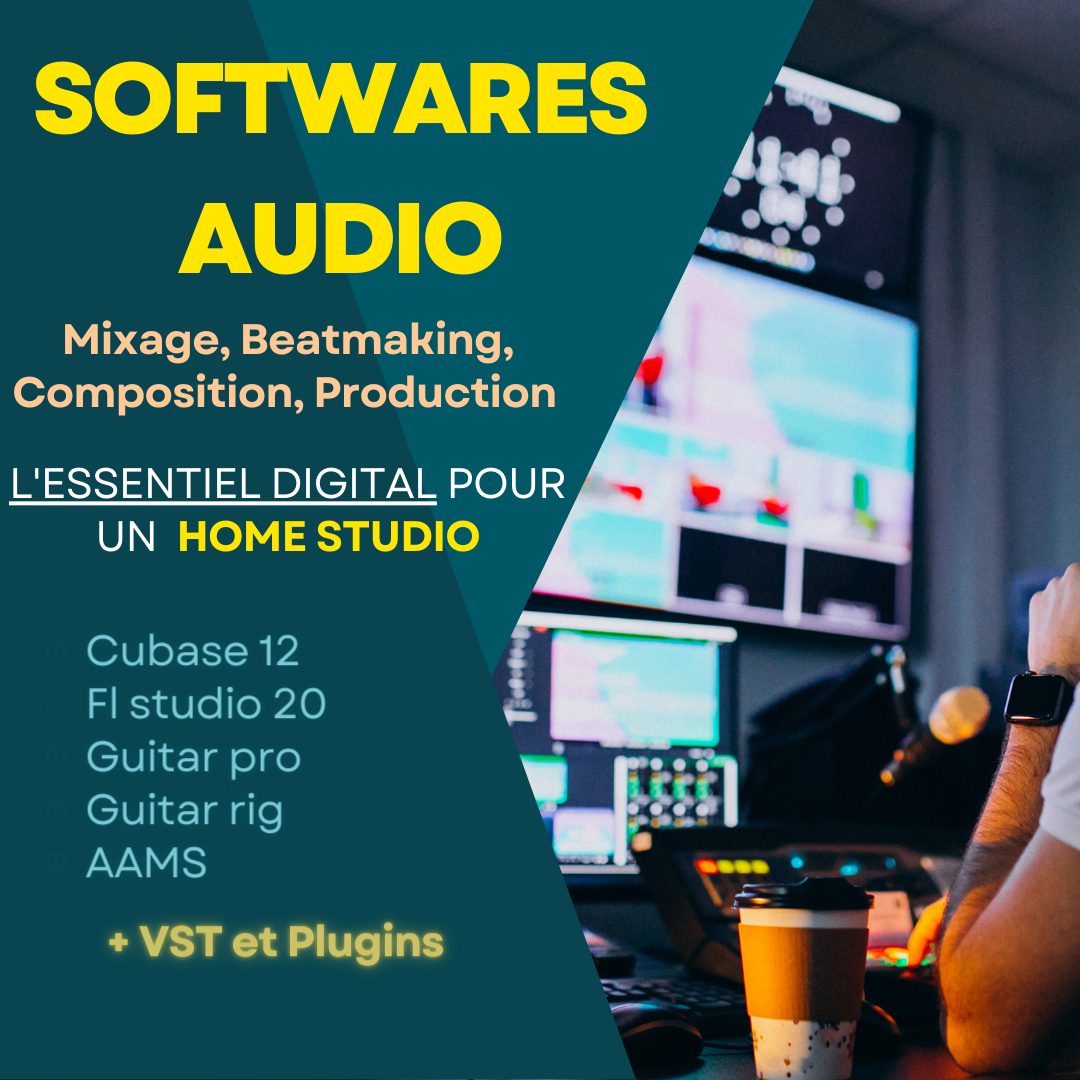 SOFTWARES
AUDIO
Mixage, Beatmaking,
Composition, Production
L'ESSENTIEL DIGITAL POUR
UN HOME STUDIO
Cubase 12
Fl studio 20
Guitar pro
Guitar rig
AAMS
+ VST et Plugins